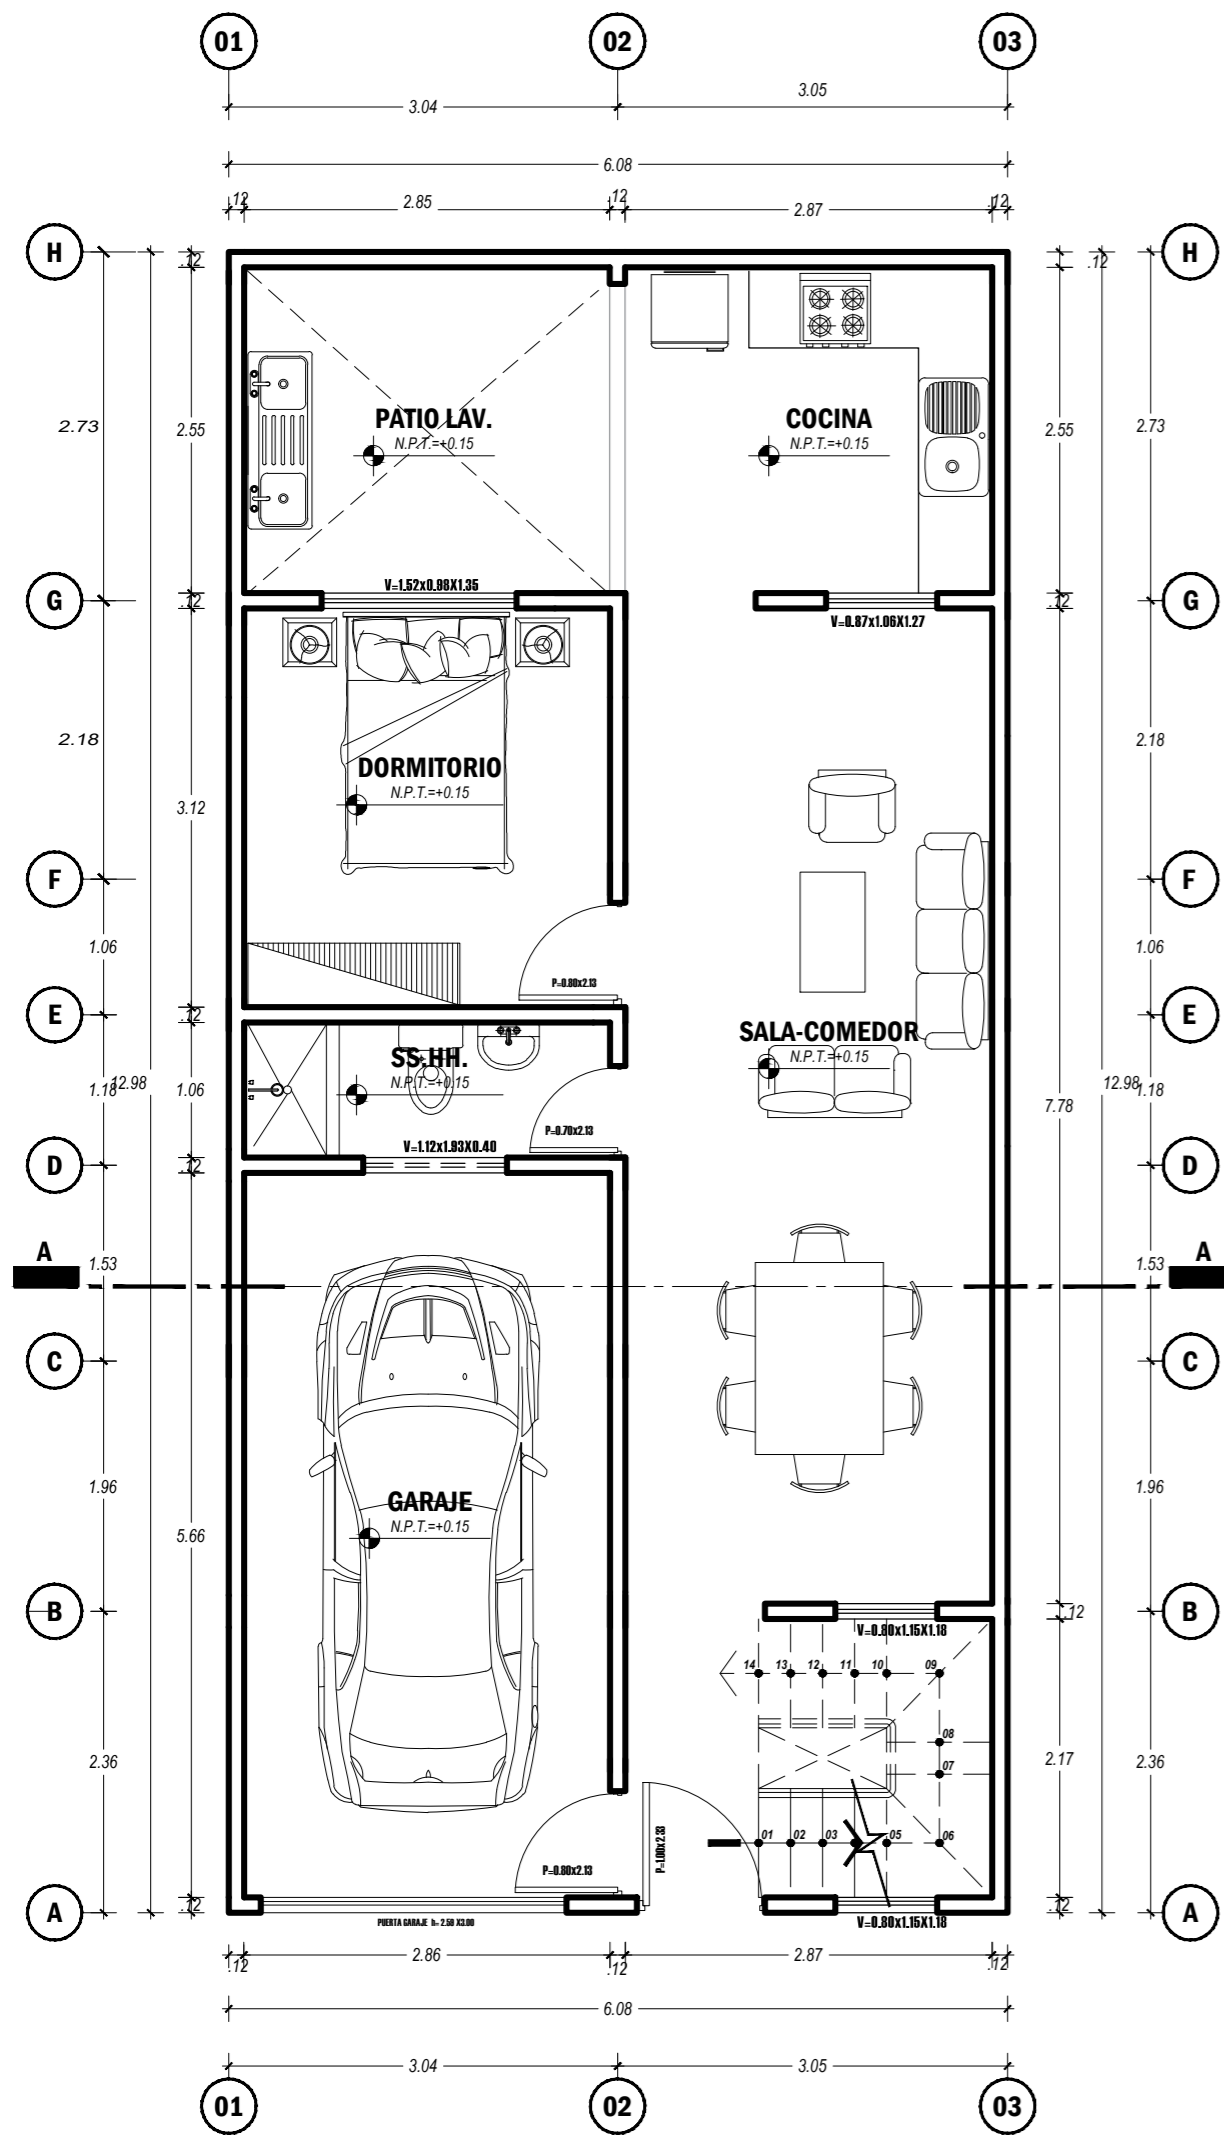 01 02 03
3.04 3.05
6.08
.12 2.85 .12 2.87 .12
H .12 .12 H
2.73 2.55 2.55 2.73
PATIO LAV. COCINA
N.P.T.=+0.15 N.P.T.=+0.15
V=1.52x0.98X1.35
G .12 .12 G
V=0.87x1.06X1.27
2.18 2.18
DORMITORIO
N.P.T.=+0.15
3.12
F F
1.06 1.06
P=0.80x2.13
E .12 E
SALA-COMEDOR
N.P.T.=+0.15
SS.HH.
N.P.T.=+0.15
1.18 12.98 1.06 7.78 12.98 1.18
P=0.70x2.13
V=1.12x1.93X0.40
D .12 D
A A
1.53 1.53
C C
1.96 1.96
GARAJE
N.P.T.=+0.15
5.66
B .12 B
V=0.80x1.15X1.18
14 13 12 11 10 09
08
2.36 2.17 2.36
07
01 02 03 05 06
P=1.00x2.33
P=0.80x2.13
A .12 .12 A
PUERTA GARAJE h= 2.59 X3.00
V=0.80x1.15X1.18
.12 2.86 .12 2.87 .12
6.08
3.04 3.05
01 02 03